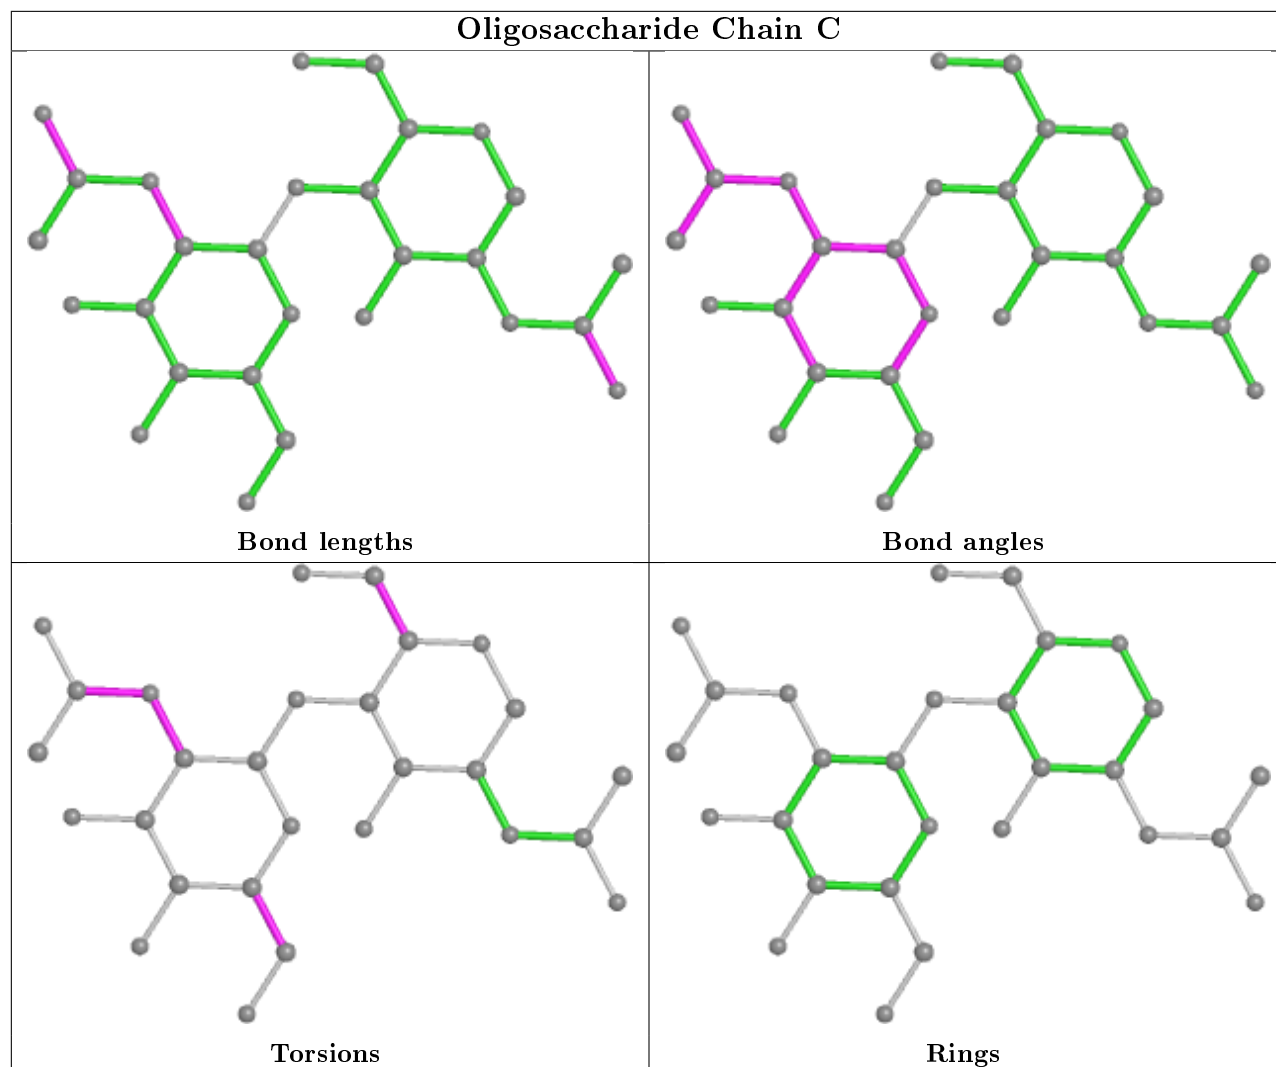 Oligosaccharide Chain C
Bond lengths
Bond angles
Torsions
Rings